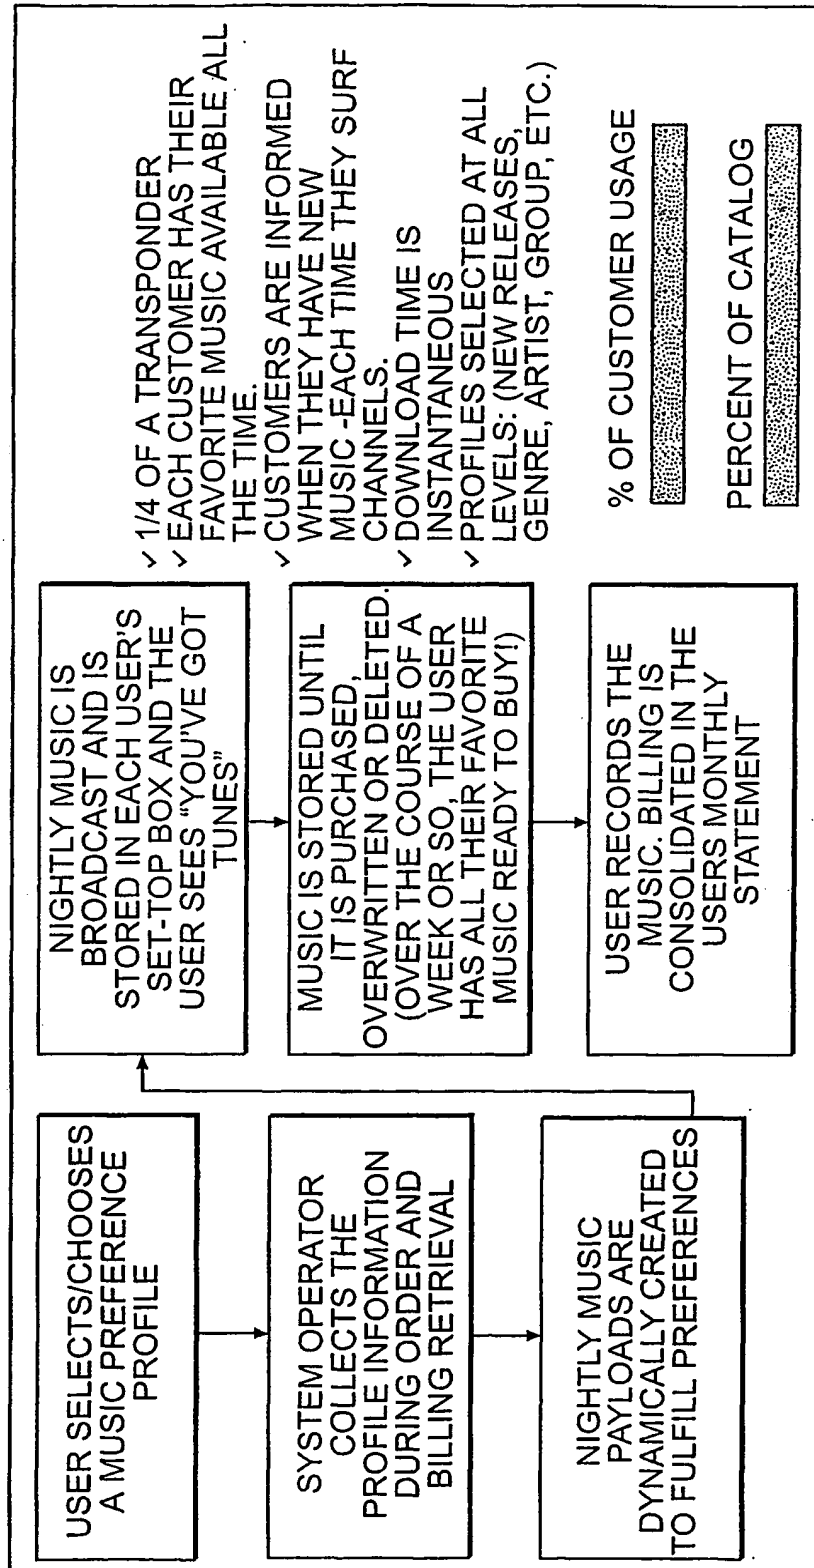 USER SELECTS/CHOOSES
A MUSIC PREFERENCE
PROFILE
SYSTEM OPERATOR
COLLECTS THE
PROFILE INFORMATION
DURING ORDER AND
BILLING RETRIEVAL
NIGHTLY MUSIC
PAYLOADS ARE
DYNAMICALLY CREATED
TO FULFILL PREFERENCES
NIGHTLY MUSIC IS
BROADCAST AND IS
STORED IN EACH USER'S
SET-TOP BOX AND THE
USER SEES “YOU’VE GOT
TUNES”
MUSIC IS STORED UNTIL
IT IS PURCHASED,
OVERWRITTEN OR DELETED.
(OVER THE COURSE OF A
WEEK OR SO, THE USER
HAS ALL THEIR FAVORITE
MUSIC READY TO BUY!)
USER RECORDS THE
MUSIC. BILLING IS
CONSOLIDATED IN THE
USERS MONTHLY
STATEMENT
✓ 1/4 OF A TRANSPONDER
✓ EACH CUSTOMER HAS THEIR
FAVORITE MUSIC AVAILABLE ALL
THE TIME.
✓ CUSTOMERS ARE INFORMED
WHEN THEY HAVE NEW
MUSIC -EACH TIME THEY SURF
CHANNELS.
✓ DOWNLOAD TIME IS
INSTANTANEOUS
✓ PROFILES SELECTED AT ALL
LEVELS: (NEW RELEASES,
GENRE, ARTIST, GROUP, ETC.)
% OF CUSTOMER USAGE
PERCENT OF CATALOG